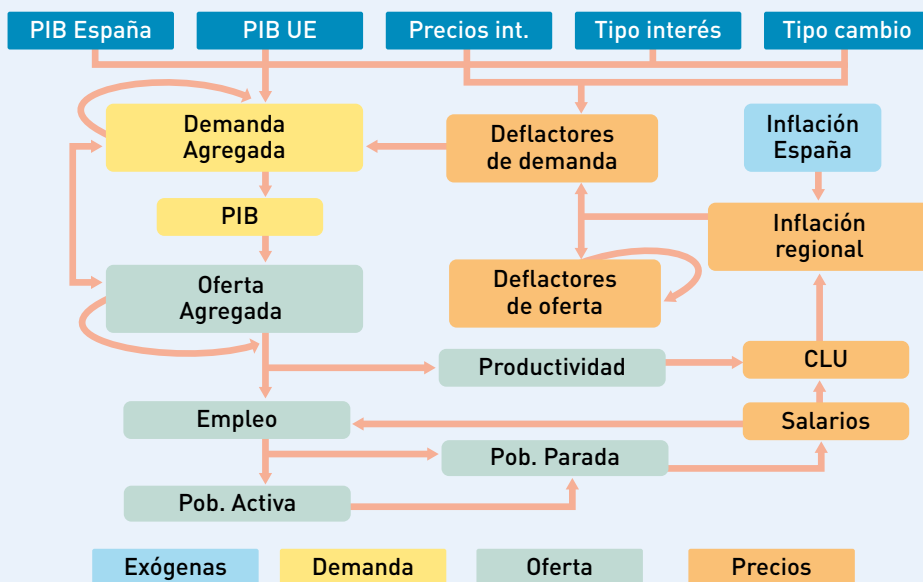 PIB España
PIB UE
Precios int.
Tipo interés
Tipo cambio
Demanda
Agregada
Deflactores
de demanda
Inflación
España
PIB
Inflación
regional
Oferta
Agregada
Deflactores
de oferta
Productividad
CLU
Empleo
Salarios
Pob. Parada
Pob. Activa
Exógenas
Demanda
Oferta
Precios